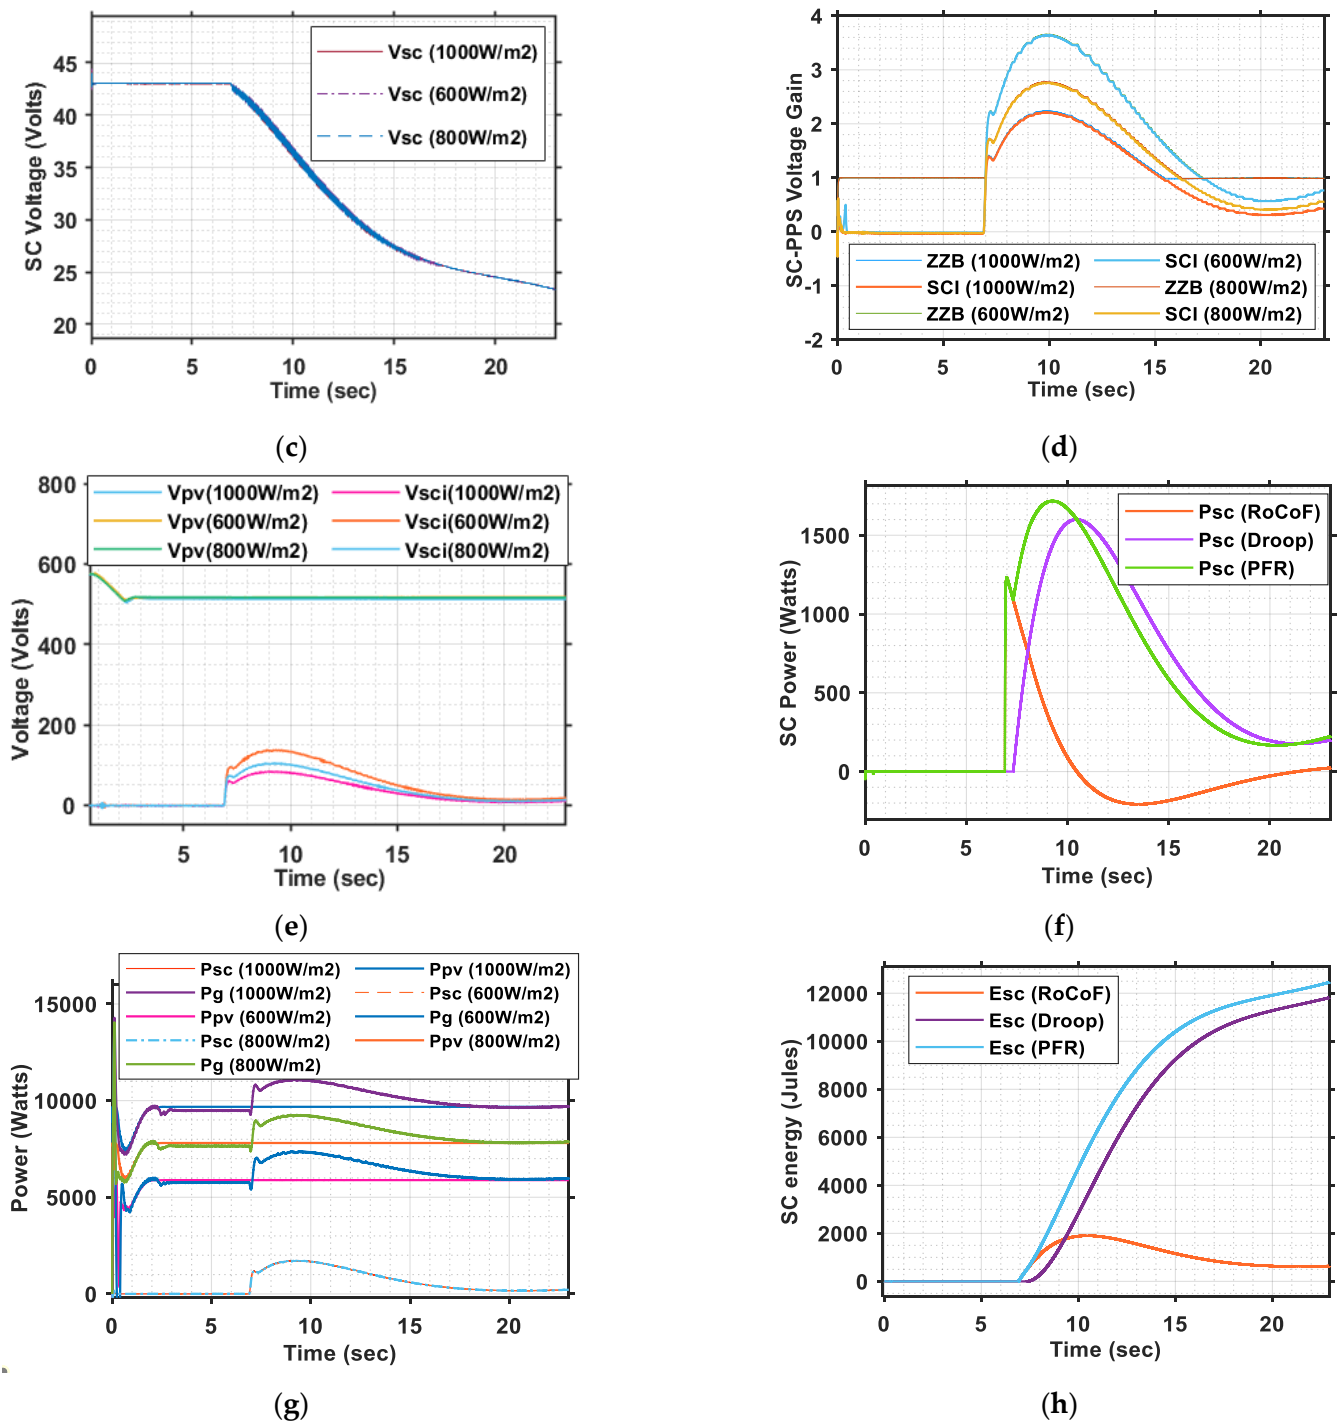 45
40
35
30
25
20
SC Voltage (Volts)
Vsc (1000W/m2)
Vsc (600W/m2)
Vsc (800W/m2)
0
5
10
15
20
Time (sec)
(c)
4
3
2
1
0
-1
-2
SC-PPS Voltage Gain
ZZB (1000W/m2)
SCI (600W/m2)
SCI (1000W/m2)
ZZB (800W/m2)
ZZB (600W/m2)
SCI (800W/m2)
0
5
10
15
20
Time (sec)
(d)
800
600
400
200
0
Voltage (Volts)
Vpv(1000W/m2)
Vsci(1000W/m2)
Vpv(600W/m2)
Vsci(600W/m2)
Vpv(800W/m2)
Vsci(800W/m2)
5
10
15
20
Time (sec)
(e)
1500
1000
500
0
SC Power (Watts)
Psc (RoCoF)
Psc (Droop)
Psc (PFR)
0
5
10
15
20
Time (sec)
(f)
15000
10000
5000
0
Power (Watts)
Psc (1000W/m2)
Ppv (1000W/m2)
Pg (1000W/m2)
Psc (600W/m2)
Ppv (600W/m2)
Pg (600W/m2)
Psc (800W/m2)
Ppv (800W/m2)
Pg (800W/m2)
0
5
10
15
20
Time (sec)
(g)
12000
10000
8000
6000
4000
2000
0
SC energy (Jules)
Esc (RoCoF)
Esc (Droop)
Esc (PFR)
0
5
10
15
20
Time (sec)
(h)